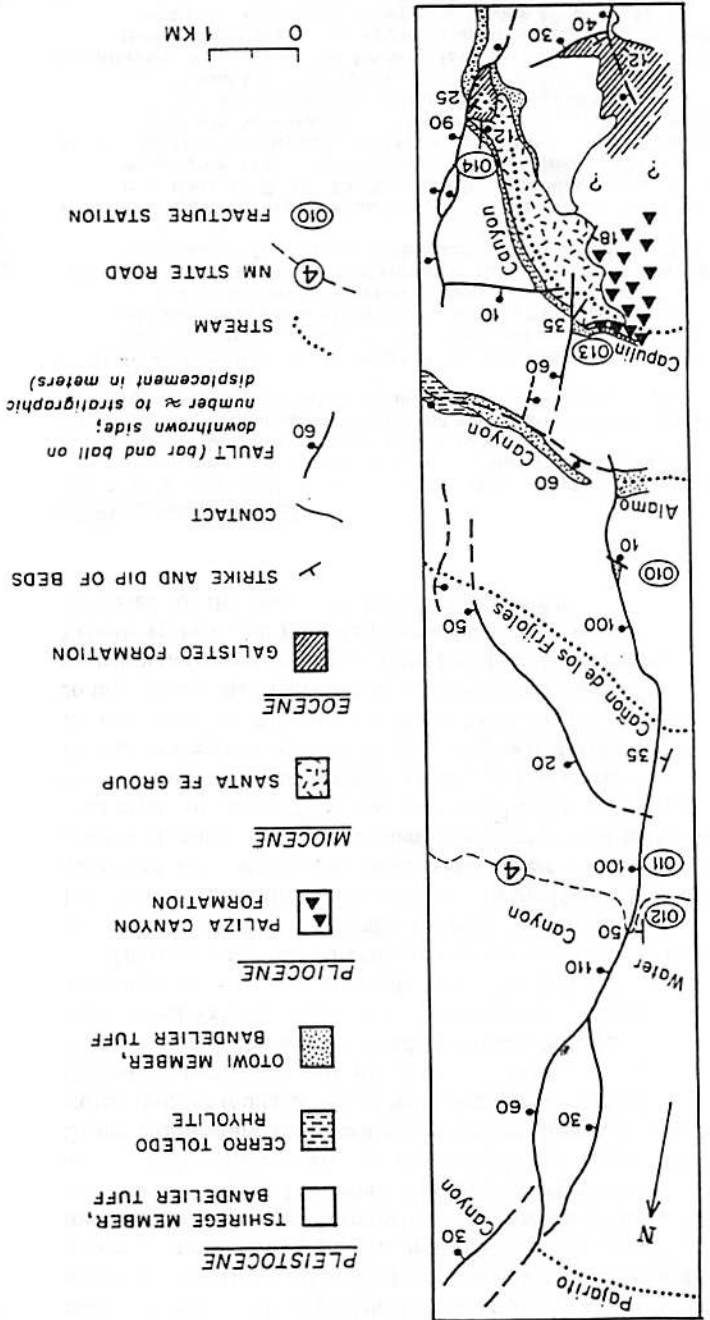 Pajarito
Canyon
30
N
30
60
110
Water
Canyon
50
012
011
100
4
20
35
Cañon de los Frijoles
50
100
010
10
Alamo
Canyon
60
60
Capulin
Canyon
013
35
10
18
014
?
?
12
12
90
25
40
30
PLEISTOCENE
TSHIREGE MEMBER,
BANDELIER TUFF
CERRO TOLEDO
RHYOLITE
OTOWI MEMBER,
BANDELIER TUFF
PLIOCENE
PALIZA CANYON
FORMATION
MIOCENE
SANTA FE GROUP
EOCENE
GALISTEO FORMATION
STRIKE AND DIP OF BEDS
CONTACT
60
FAULT (bar and ball on
downthrown side;
number ≈ to stratigraphic
displacement in meters)
STREAM
4
NM STATE ROAD
010
FRACTURE STATION
0
1 KM